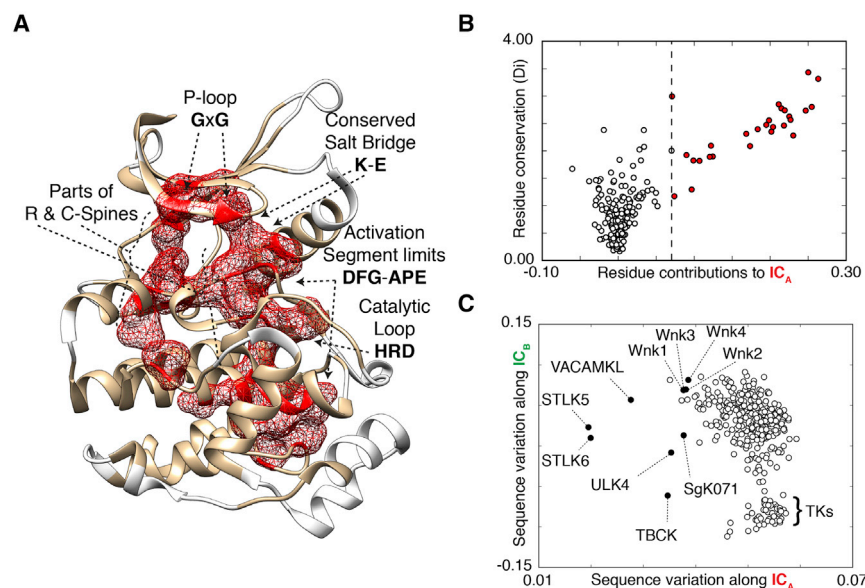 A
P-loop
GxG
Conserved
Salt Bridge
K-E
Parts of
R & C-Spines
Activation
Segment limits
DFG-APE
Catalytic
Loop
HRD
B
4.00
Residue conservation (Di)
0.00
-0.10
Residue contributions to ICA
0.30
C
0.15
Sequence variation along ICB
-0.15
Wnk4
Wnk3
Wnk1
Wnk2
VACAMKL
STLK5
STLK6
ULK4
SgK071
TBCK
TKs
0.01
Sequence variation along ICA
0.07